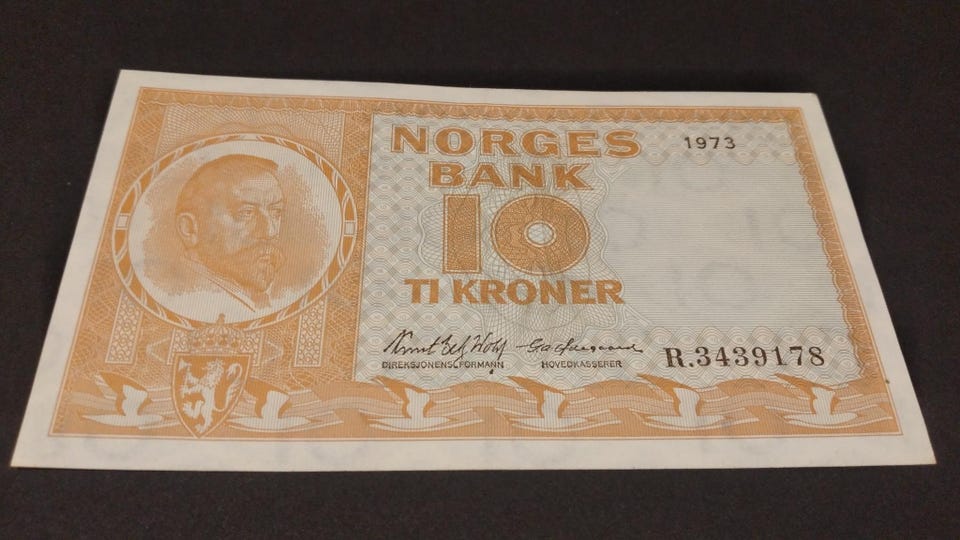 NORGES
BANK
1973
10
TI KRONER
DIREKSJONENS FORMANN
HOVEDKASSERER
R.3439178